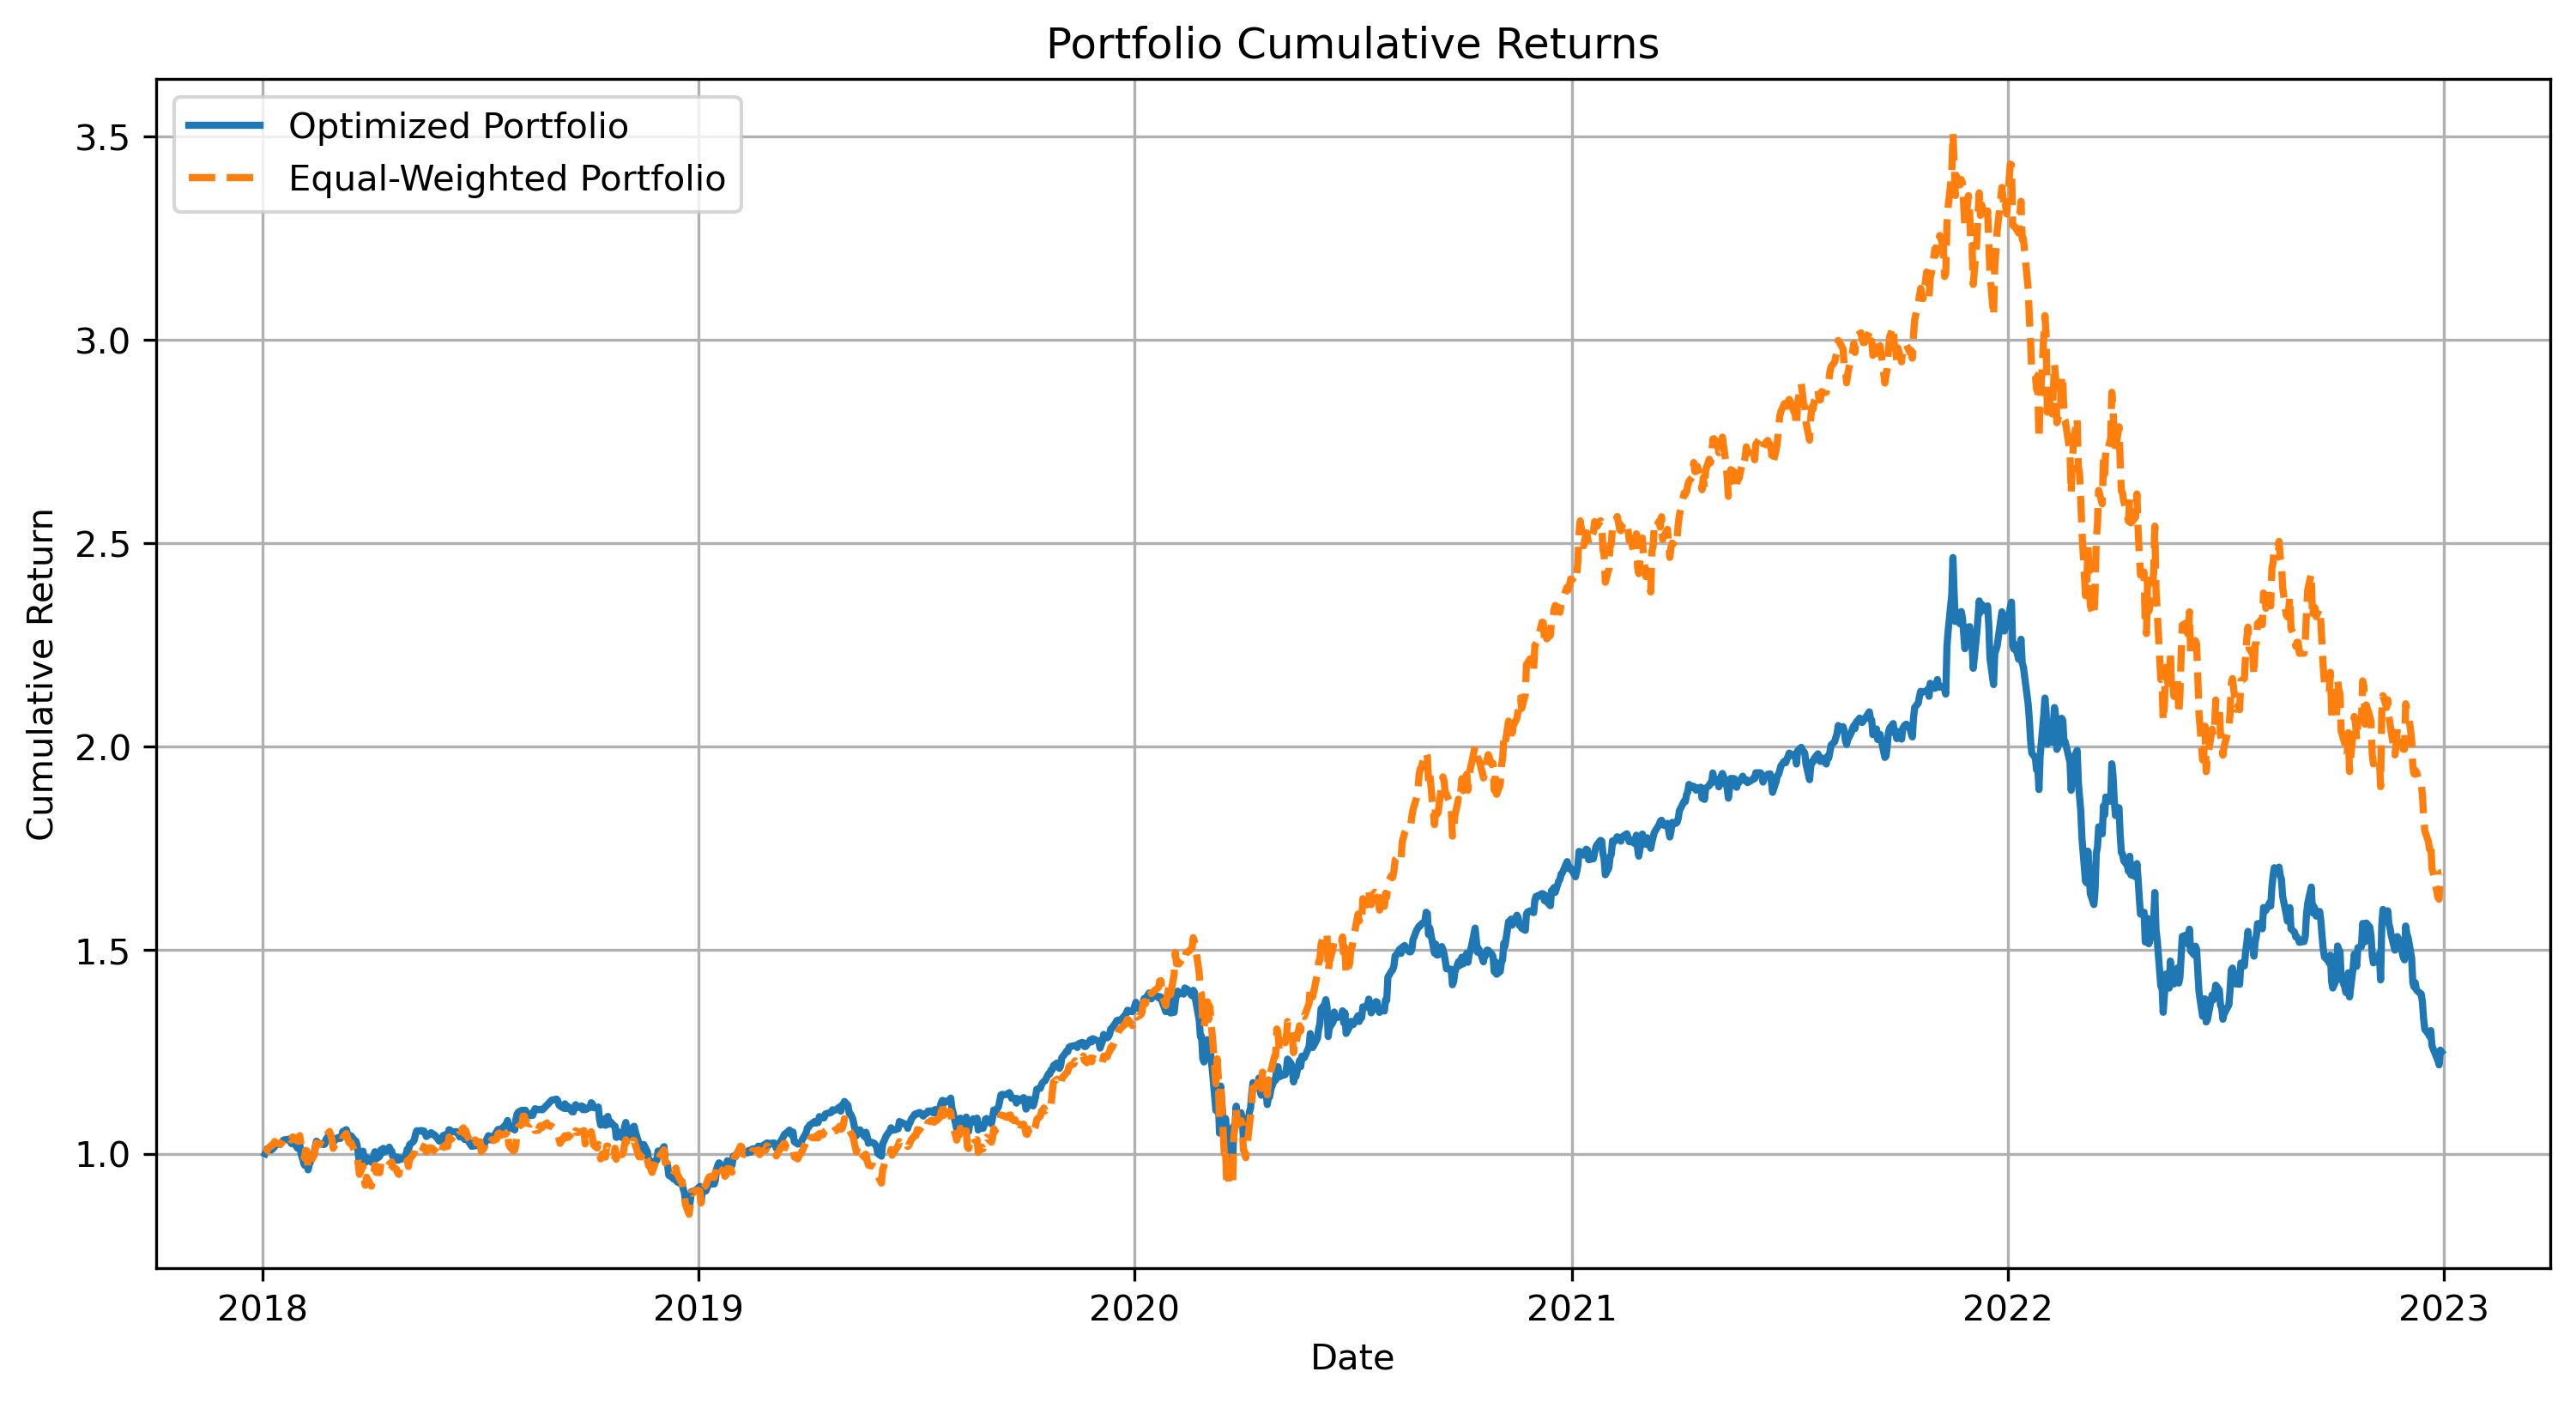 Portfolio Cumulative Returns
Optimized Portfolio
Equal-Weighted Portfolio
Cumulative Return
3.5
3.0
2.5
2.0
1.5
1.0
2018 2019 2020 2021 2022 2023
Date